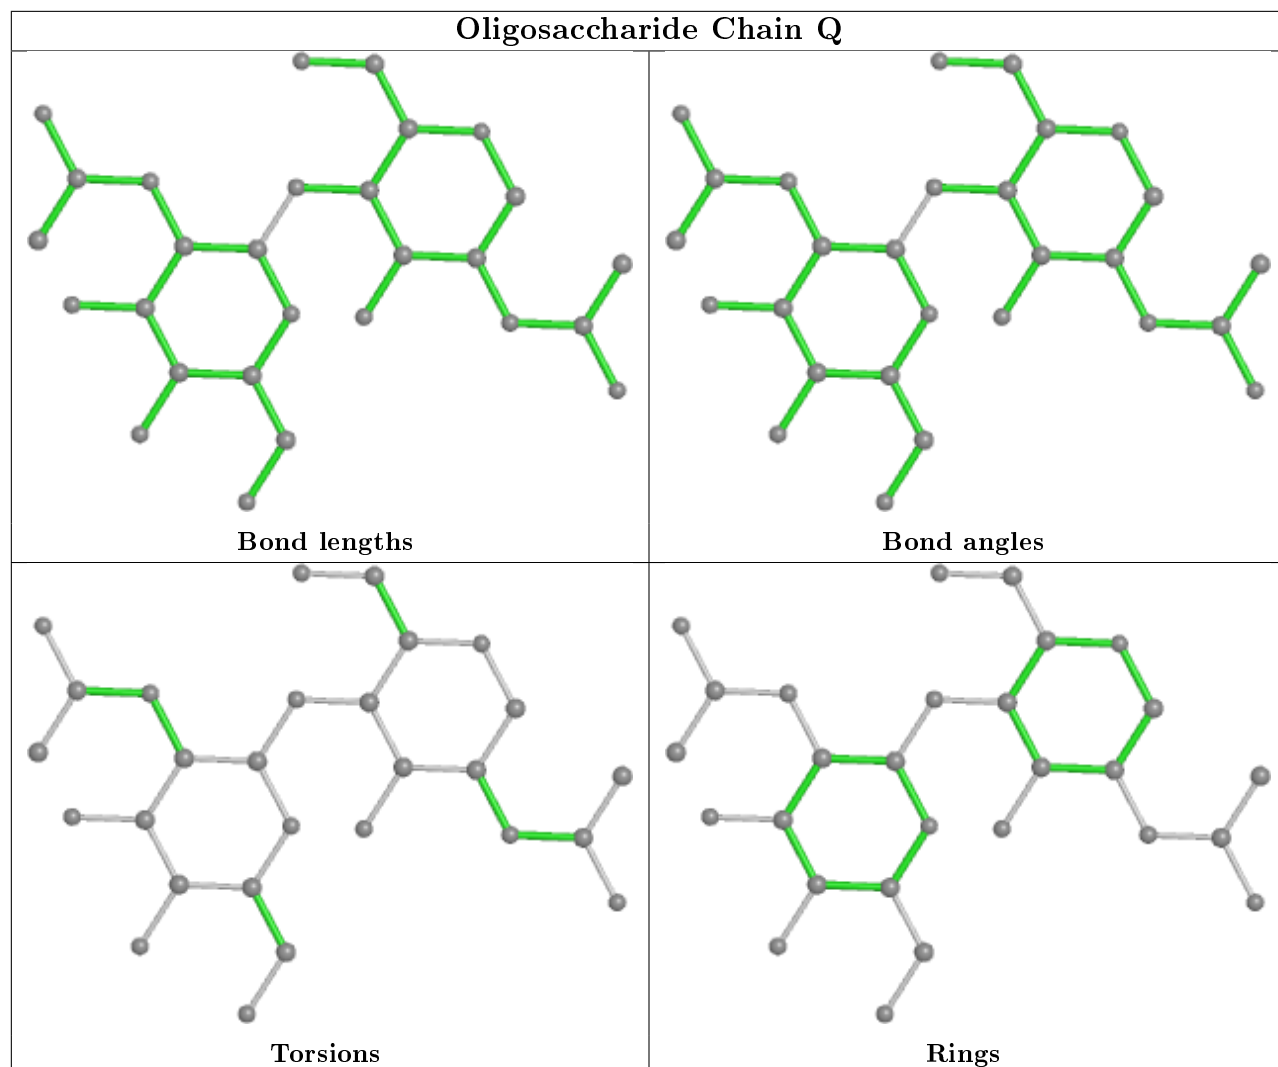 Oligosaccharide Chain Q
Bond lengths
Bond angles
Torsions
Rings